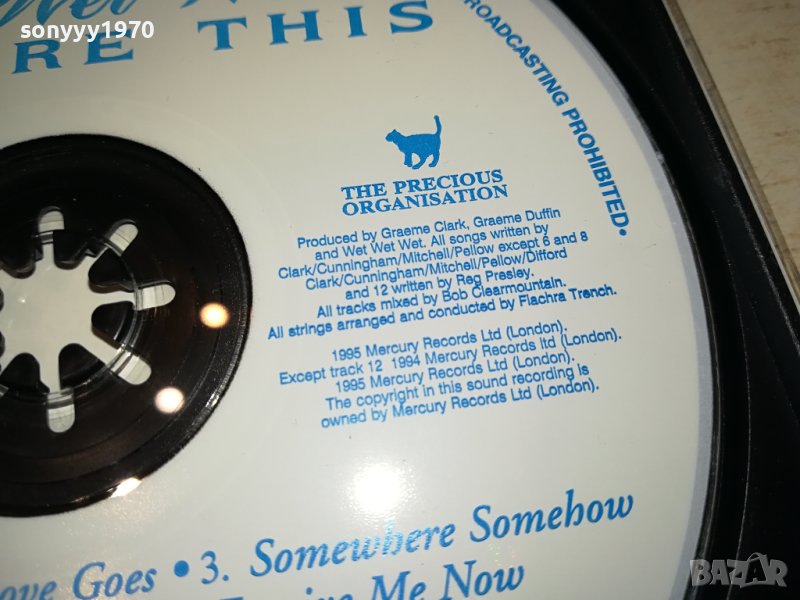 sonyyy1970
RE THIS
BROADCASTING PROHIBITED.
THE PRECIOUS
ORGANISATION
Produced by Graeme Clark, Graeme Duffin
and Wet Wet Wet. All songs written by
Clark/Cunningham/Mitchell/Pellow except 6 and 8
Clark/Cunningham/Mitchell/Pellow/Difford
and 12 written by Reg Presley.
All tracks mixed by Bob Clearmountain.
All strings arranged and conducted by Fiachra Trench.
1995 Mercury Records Ltd (London).
Except track 12 1994 Mercury Records ltd (London).
1995 Mercury Records Ltd (London).
The copyright in this sound recording is
owned by Mercury Records Ltd (London).
ove Goes • 3. Somewhere Somehow
Me Now
BAZAR.bg